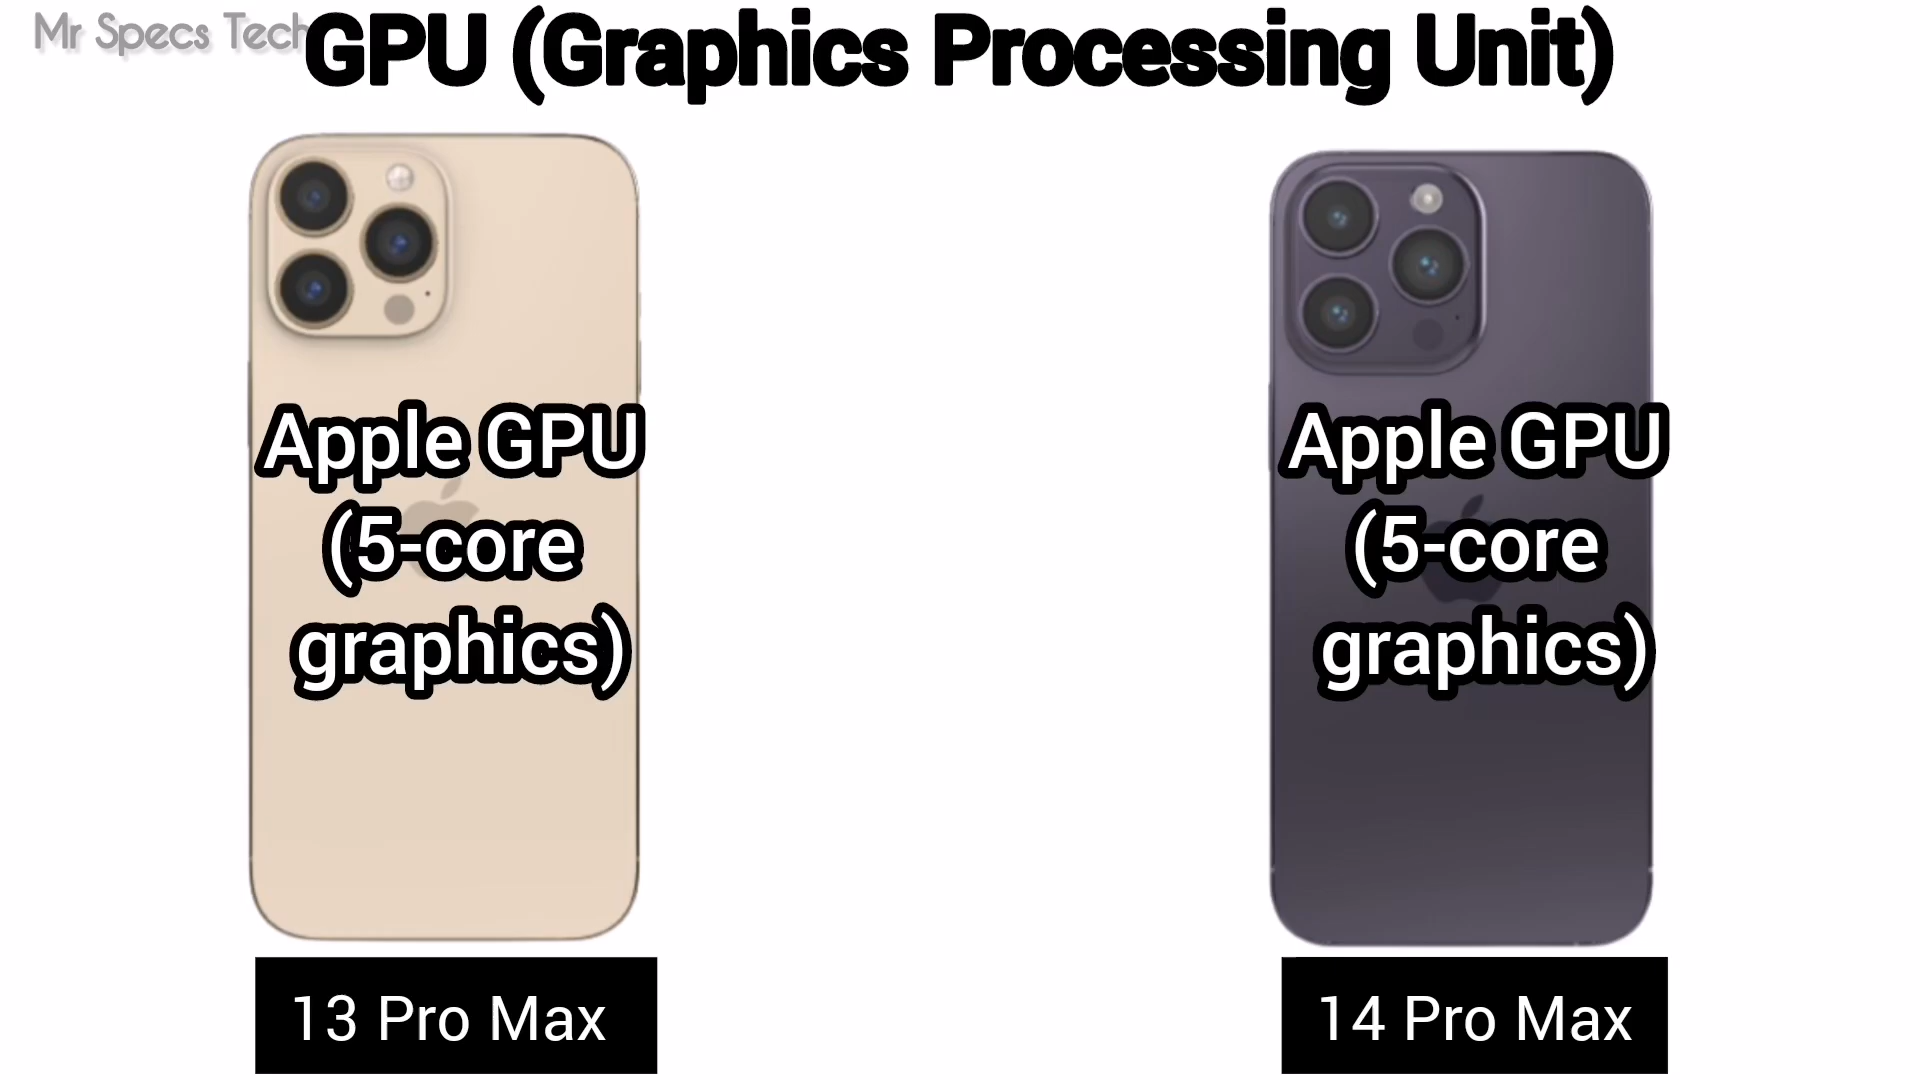 Mr Specs Tech
GPU (Graphics Processing Unit)
Apple GPU
(5-core
graphics)
Apple GPU
(5-core
graphics)
13 Pro Max
14 Pro Max